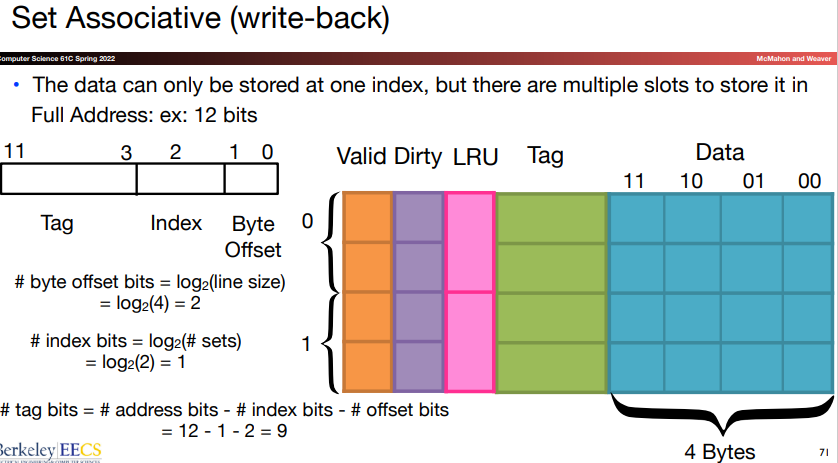 Set Associative (write-back)
Computer Science 61C Spring 2022
McMahon and Weaver
• The data can only be stored at one index, but there are multiple slots to store it in
Full Address: ex: 12 bits
11 3 2 1 0
Tag Index Byte
Offset
# byte offset bits = log2(line size)
= log2(4) = 2
# index bits = log2(# sets)
= log2(2) = 1
# tag bits = # address bits - # index bits - # offset bits
= 12 - 1 - 2 = 9
Valid Dirty LRU Tag Data
11 10 01 00
0
1
4 Bytes
Berkeley EECS
71